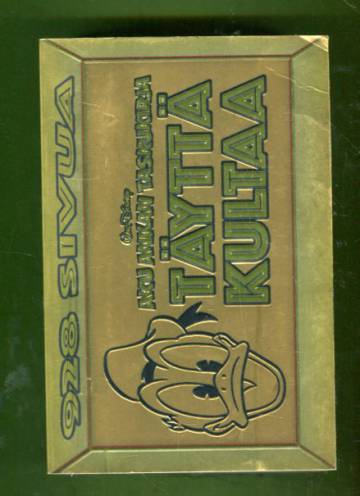 928 SIVUA
Walt Disney
AKU ANKAN TASKUKIRJA
TÄYTTÄ
KULTAA